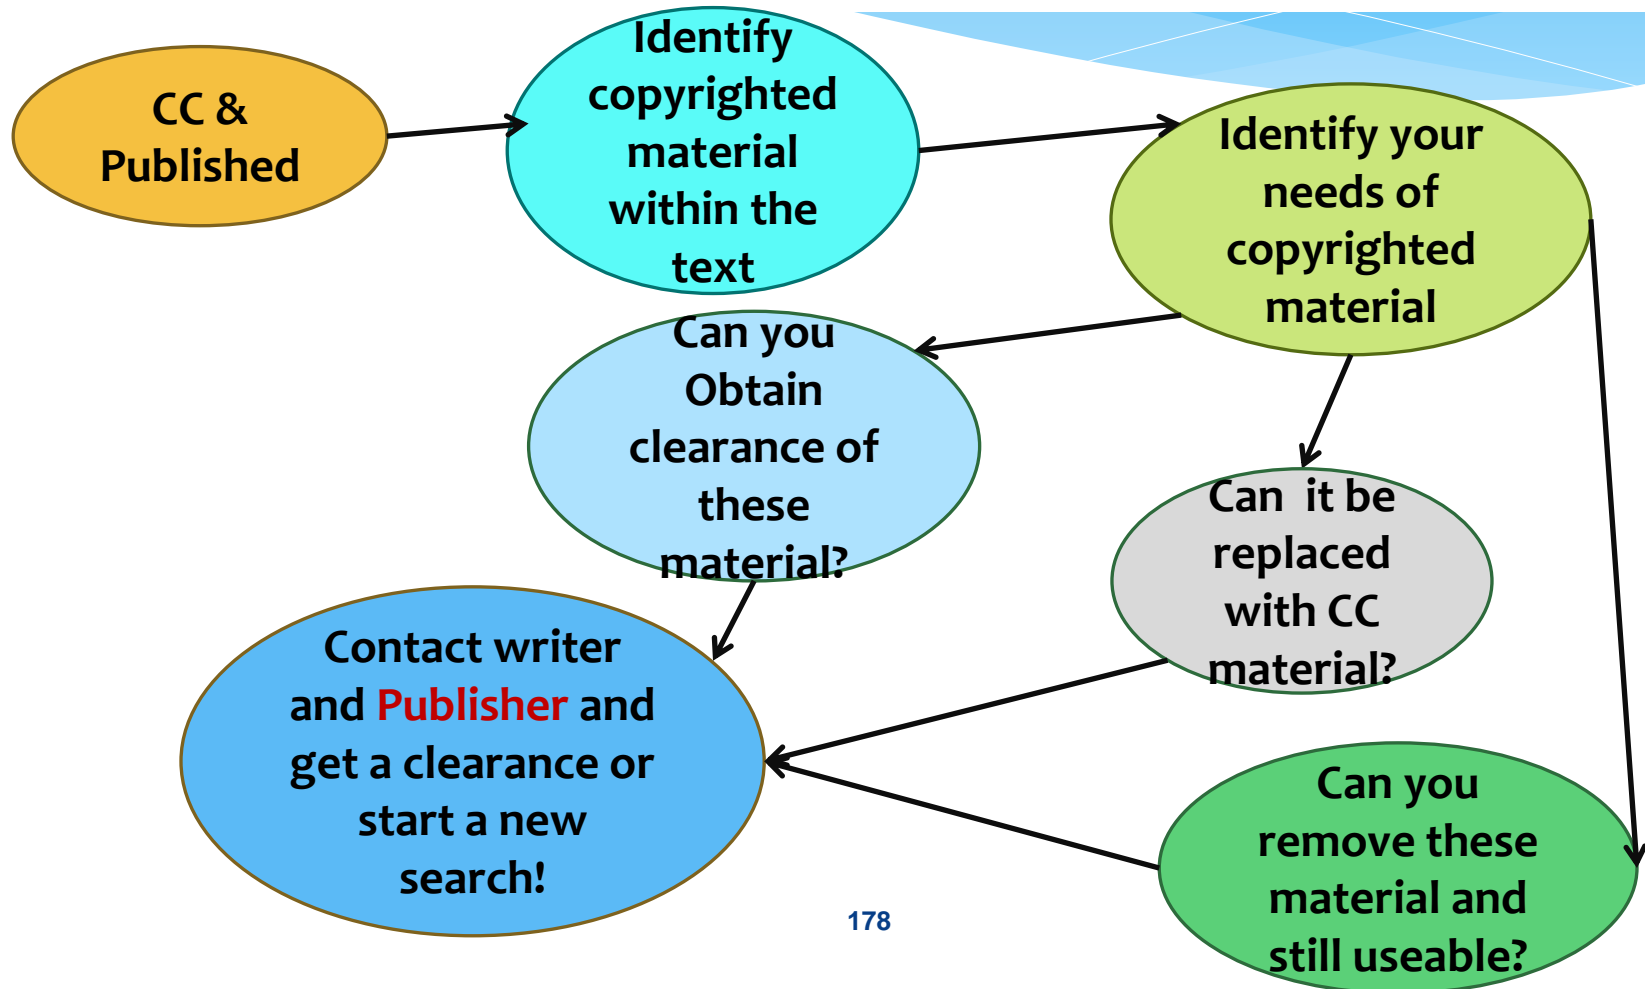 CC &
Published
Identify
copyrighted
material
within the
text
Identify your
needs of
copyrighted
material
Can you
Obtain
clearance of
these
material?
Can  it be
replaced
with CC
material?
Contact writer
and Publisher and
get a clearance or
start a new
search!
Can you
remove these
material and
still useable?
178